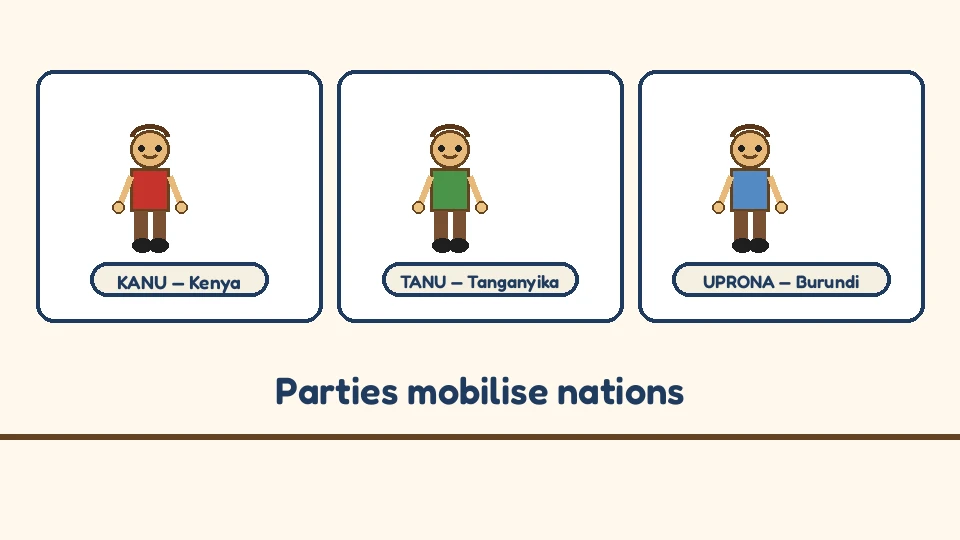 KANU – Kenya
TANU – Tanganyika
UPRONA – Burundi
Parties mobilise nations